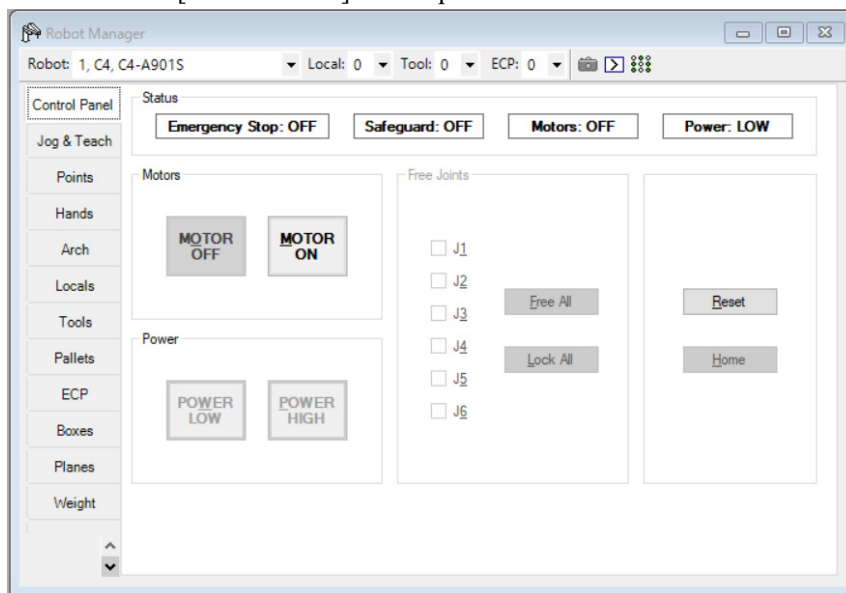 Robot Manager
Robot: 1, C4, C4-A901S Local: 0 Tool: 0 ECP: 0
Control Panel
Jog & Teach
Points
Hands
Arch
Locals
Tools
Pallets
ECP
Boxes
Planes
Weight
Status
Emergency Stop: OFF Safeguard: OFF Motors: OFF Power: LOW
Motors
MOTOR OFF
MOTOR ON
Power
POWER LOW
POWER HIGH
Free Joints
J1
J2
J3
J4
J5
J6
Free All
Lock All
Reset
Home